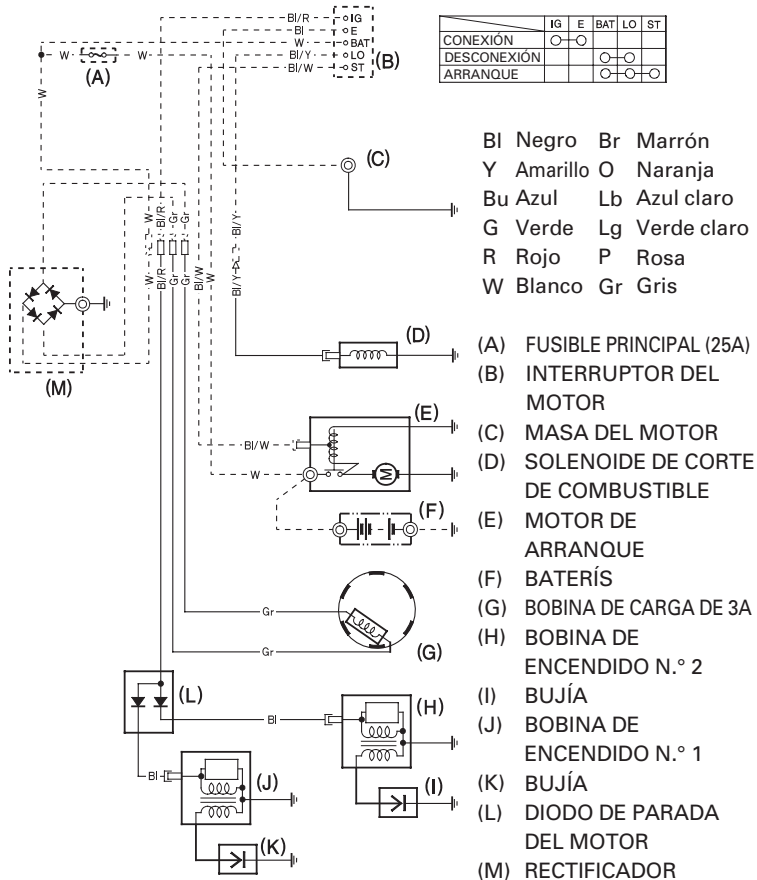 Bl/R IG
Bl E
W BAT
Bl/Y LO
Bl/W ST
(B)
W W
(A)
IG E BAT LO ST
CONEXIÓN
DESCONEXIÓN
ARRANQUE
W
(C)
Bl Negro Br Marrón
Y Amarillo O Naranja
Bu Azul Lb Azul claro
G Verde Lg Verde claro
R Rojo P Rosa
W Blanco Gr Gris
W Bl/R Gr Gr Bl/Y
W Bl/R Gr Gr Bl/W W Bl/Y
(M)
(D)
(E)
Bl/W
W
M
(F)
Gr
Gr
(G)
(L)
Bl
(H)
(I)
Bl
(J)
(K)
(A) FUSIBLE PRINCIPAL (25A)
(B) INTERRUPTOR DEL
MOTOR
(C) MASA DEL MOTOR
(D) SOLENOIDE DE CORTE
DE COMBUSTIBLE
(E) MOTOR DE
ARRANQUE
(F) BATERÍS
(G) BOBINA DE CARGA DE 3A
(H) BOBINA DE
ENCENDIDO N.° 2
(I) BUJÍA
(J) BOBINA DE
ENCENDIDO N.° 1
(K) BUJÍA
(L) DIODO DE PARADA
DEL MOTOR
(M) RECTIFICADOR